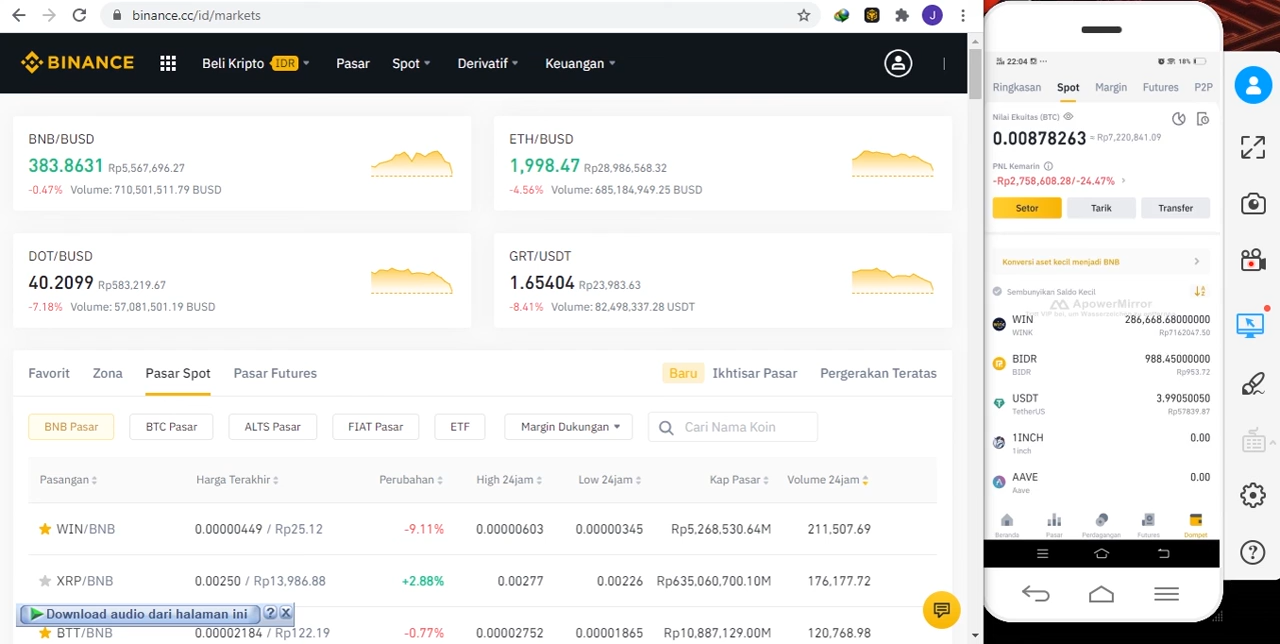 binance.cc/id/markets
J
BINANCE
Beli Kripto IDR
Pasar
Spot
Derivatif
Keuangan
BNB/BUSD
383.8631 Rp5,567,696.27
-0.47% Volume: 710,501,511.79 BUSD
ETH/BUSD
1,998.47 Rp28,986,568.32
-4.56% Volume: 685,184,949.25 BUSD
DOT/BUSD
40.2099 Rp583,219.67
-7.18% Volume: 57,081,501.19 BUSD
GRT/USDT
1.65404 Rp23,983.63
-8.41% Volume: 82,498,337.28 USDT
Favorit Zona Pasar Spot Pasar Futures
Baru Ikhtisar Pasar Pergerakan Teratas
BNB Pasar BTC Pasar ALTS Pasar FIAT Pasar ETF Margin Dukungan Cari Nama Koin
Pasangan Harga Terakhir Perubahan High 24jam Low 24jam Kap Pasar Volume 24jam
WIN/BNB 0.00000449 / Rp25.12 -9.11% 0.00000603 0.00000345 Rp5,268,530.64M 211,507.69
XRP/BNB 0.00250 / Rp13,986.88 +2.88% 0.00277 0.00226 Rp635,060,700.10M 176,177.72
BTT/BNB 0.00002184 / Rp122.19 -0.77% 0.00002752 0.00001865 Rp10,887,129.00M 120,768.98
Download audio dari halaman ini ? X
22:04
18%
Ringkasan Spot Margin Futures P2P
Nilai Ekuitas (BTC)
0.00878263 ≈ Rp7,220,841.09
PNL Kemarin
-Rp2,758,608.28/-24.47%
Setor Tarik Transfer
Konversi aset kecil menjadi BNB
Sembunyikan Saldo Kecil
ApowerMirror
WIN 286,668.68000000
WINK Rp7162047.50
BIDR 988.45000000
BIDR Rp953.72
USDT 3,99050050
TetherUS Rp57839.87
1INCH 0.00
1inch
AAVE 0.00
Aave
Beranda Pasar Perdagangan Futures Dompet